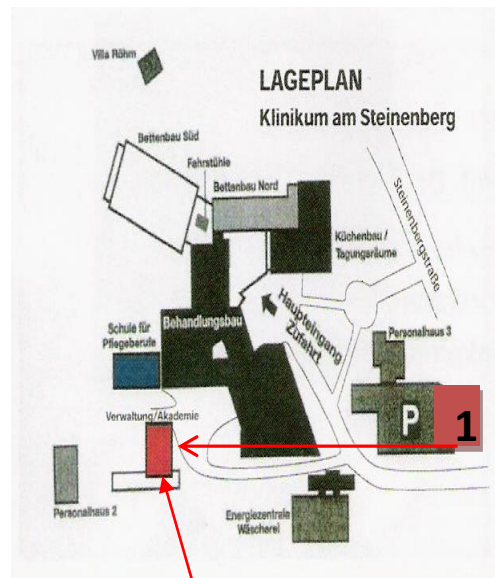 Villa Röhm
LAGEPLAN
Klinikum am Steinenberg
Bettenbau Süd
Fahrstühle
Bettenbau Nord
Steinenbergstraße
Küchenbau /
Tagungsräume
Haupteingang
Zufahrt
Schule für
Pflegeberufe
Behandlungsbau
Personalhaus 3
Verwaltung/Akademie
P
1
Personalhaus 2
Energiezentrale
Wäscherei